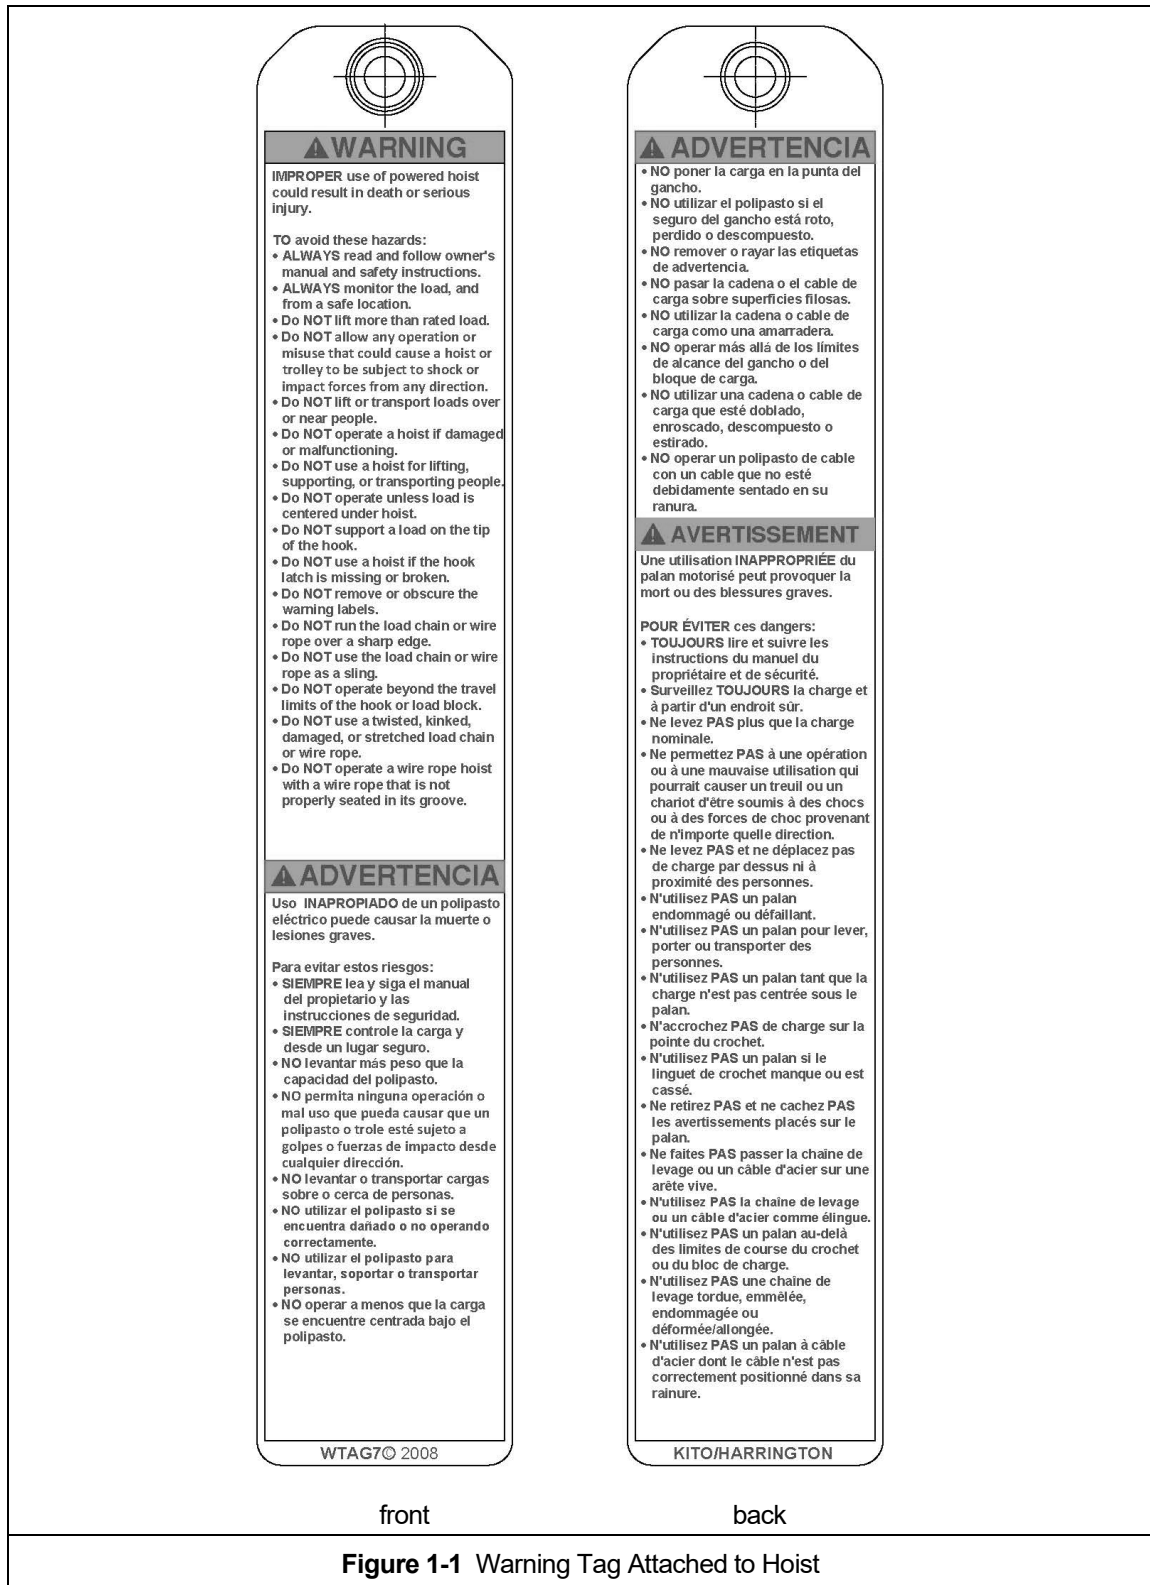 WARNING
IMPROPER use of powered hoist
could result in death or serious
injury.
TO avoid these hazards:
• ALWAYS read and follow owner's
manual and safety instructions.
• ALWAYS monitor the load, and
from a safe location.
• Do NOT lift more than rated load.
• Do NOT allow any operation or
misuse that could cause a hoist or
trolley to be subject to shock or
impact forces from any direction.
• Do NOT lift or transport loads over
or near people.
• Do NOT operate a hoist if damaged
or malfunctioning.
• Do NOT use a hoist for lifting,
supporting, or transporting people.
• Do NOT operate unless load is
centered under hoist.
• Do NOT support a load on the tip
of the hook.
• Do NOT use a hoist if the hook
latch is missing or broken.
• Do NOT remove or obscure the
warning labels.
• Do NOT run the load chain or wire
rope over a sharp edge.
• Do NOT use the load chain or wire
rope as a sling.
• Do NOT operate beyond the travel
limits of the hook or load block.
• Do NOT use a twisted, kinked,
damaged, or stretched load chain
or wire rope.
• Do NOT operate a wire rope hoist
with a wire rope that is not
properly seated in its groove.
ADVERTENCIA
Uso INAPROPIADO de un polipasto
eléctrico puede causar la muerte o
lesiones graves.
Para evitar estos riesgos:
• SIEMPRE lea y siga el manual
del propietario y las
instrucciones de seguridad.
• SIEMPRE controle la carga y
desde un lugar seguro.
• NO levantar más peso que la
capacidad del polipasto.
• NO permita ninguna operación o
mal uso que pueda causar que un
polipasto o trole esté sujeto a
golpes o fuerzas de impacto desde
cualquier dirección.
• NO levantar o transportar cargas
sobre o cerca de personas.
• NO utilizar el polipasto si se
encuentra dañado o no operando
correctamente.
• NO utilizar el polipasto para
levantar, soportar o transportar
personas.
• NO operar a menos que la carga
se encuentre centrada bajo el
polipasto.
WTAG7© 2008
front
ADVERTENCIA
• NO poner la carga en la punta del
gancho.
• NO utilizar el polipasto si el
seguro del gancho está roto,
perdido o descompuesto.
• NO remover o rayar las etiquetas
de advertencia.
• NO pasar la cadena o el cable de
carga sobre superficies filosas.
• NO utilizar la cadena o cable de
carga como una amarradera.
• NO operar más allá de los límites
de alcance del gancho o del
bloque de carga.
• NO utilizar una cadena o cable de
carga que esté doblado,
enroscado, descompuesto o
estirado.
• NO operar un polipasto de cable
con un cable que no esté
debidamente sentado en su
ranura.
AVERTISSEMENT
Une utilisation INAPPROPRIÉE du
palan motorisé peut provoquer la
mort ou des blessures graves.
POUR ÉVITER ces dangers:
• TOUJOURS lire et suivre les
instructions du manuel du
propriétaire et de sécurité.
• Surveillez TOUJOURS la charge et
à partir d'un endroit sûr.
• Ne levez PAS plus que la charge
nominale.
• Ne permettez PAS à une opération
ou à une mauvaise utilisation qui
pourrait causer un treuil ou un
chariot d'être soumis à des chocs
ou à des forces de choc provenant
de n'importe quelle direction.
• Ne levez PAS et ne déplacez pas
de charge par dessus ni à
proximité des personnes.
• N'utilisez PAS un palan
endommagé ou défaillant.
• N'utilisez PAS un palan pour lever,
porter ou transporter des
personnes.
• N'utilisez PAS un palan tant que la
charge n'est pas centrée sous le
palan.
• N'accrochez PAS de charge sur la
pointe du crochet.
• N'utilisez PAS un palan si le
linguet de crochet manque ou est
cassé.
• Ne retirez PAS et ne cachez PAS
les avertissements placés sur le
palan.
• Ne faites PAS passer la chaîne de
levage ou un câble d'acier sur une
arête vive.
• N'utilisez PAS la chaîne de levage
ou un câble d'acier comme élingue.
• N'utilisez PAS un palan au-delà
des limites de course du crochet
ou du bloc de charge.
• N'utilisez PAS une chaîne de
levage tordue, emmêlée,
endommagée ou
déformée/allongée.
• N'utilisez PAS un palan à câble
d'acier dont le câble n'est pas
correctement positionné dans sa
rainure.
KITO/HARRINGTON
back
Figure 1-1 Warning Tag Attached to Hoist